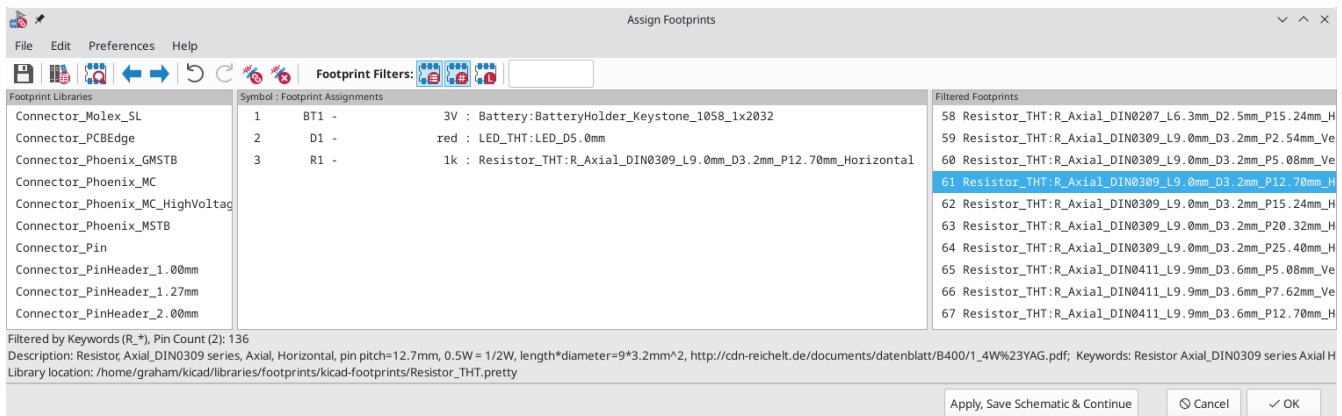 Assign Footprints
File Edit Preferences Help
Footprint Filters:
Footprint Libraries
Connector_Molex_SL
Connector_PCBEdge
Connector_Phoenix_GMSTB
Connector_Phoenix_MC
Connector_Phoenix_MC_HighVoltag
Connector_Phoenix_MSTB
Connector_Pin
Connector_PinHeader_1.00mm
Connector_PinHeader_1.27mm
Connector_PinHeader_2.00mm
Symbol : Footprint Assignments
1 BT1 - 3V : Battery:BatteryHolder_Keystone_1058_1x2032
2 D1 - red : LED_THT:LED_D5.0mm
3 R1 - 1k : Resistor_THT:R_Axial_DIN0309_L9.0mm_D3.2mm_P12.70mm_Horizontal
Filtered Footprints
58 Resistor_THT:R_Axial_DIN0207_L6.3mm_D2.5mm_P15.24mm_H
59 Resistor_THT:R_Axial_DIN0309_L9.0mm_D3.2mm_P2.54mm_Ve
60 Resistor_THT:R_Axial_DIN0309_L9.0mm_D3.2mm_P5.08mm_Ve
61 Resistor_THT:R_Axial_DIN0309_L9.0mm_D3.2mm_P12.70mm_H
62 Resistor_THT:R_Axial_DIN0309_L9.0mm_D3.2mm_P15.24mm_H
63 Resistor_THT:R_Axial_DIN0309_L9.0mm_D3.2mm_P20.32mm_H
64 Resistor_THT:R_Axial_DIN0309_L9.0mm_D3.2mm_P25.40mm_H
65 Resistor_THT:R_Axial_DIN0411_L9.9mm_D3.6mm_P5.08mm_Ve
66 Resistor_THT:R_Axial_DIN0411_L9.9mm_D3.6mm_P7.62mm_Ve
67 Resistor_THT:R_Axial_DIN0411_L9.9mm_D3.6mm_P12.70mm_H
Filtered by Keywords (R_*), Pin Count (2): 136
Description: Resistor, Axial_DIN0309 series, Axial, Horizontal, pin pitch=12.7mm, 0.5W = 1/2W, length*diameter=9*3.2mm^2, http://cdn-reichelt.de/documents/datenblatt/B400/1_4W%23YAG.pdf; Keywords: Resistor Axial_DIN0309 series Axial H
Library location: /home/graham/kicad/libraries/footprints/kicad-footprints/Resistor_THT.pretty
Apply, Save Schematic & Continue
Cancel
OK